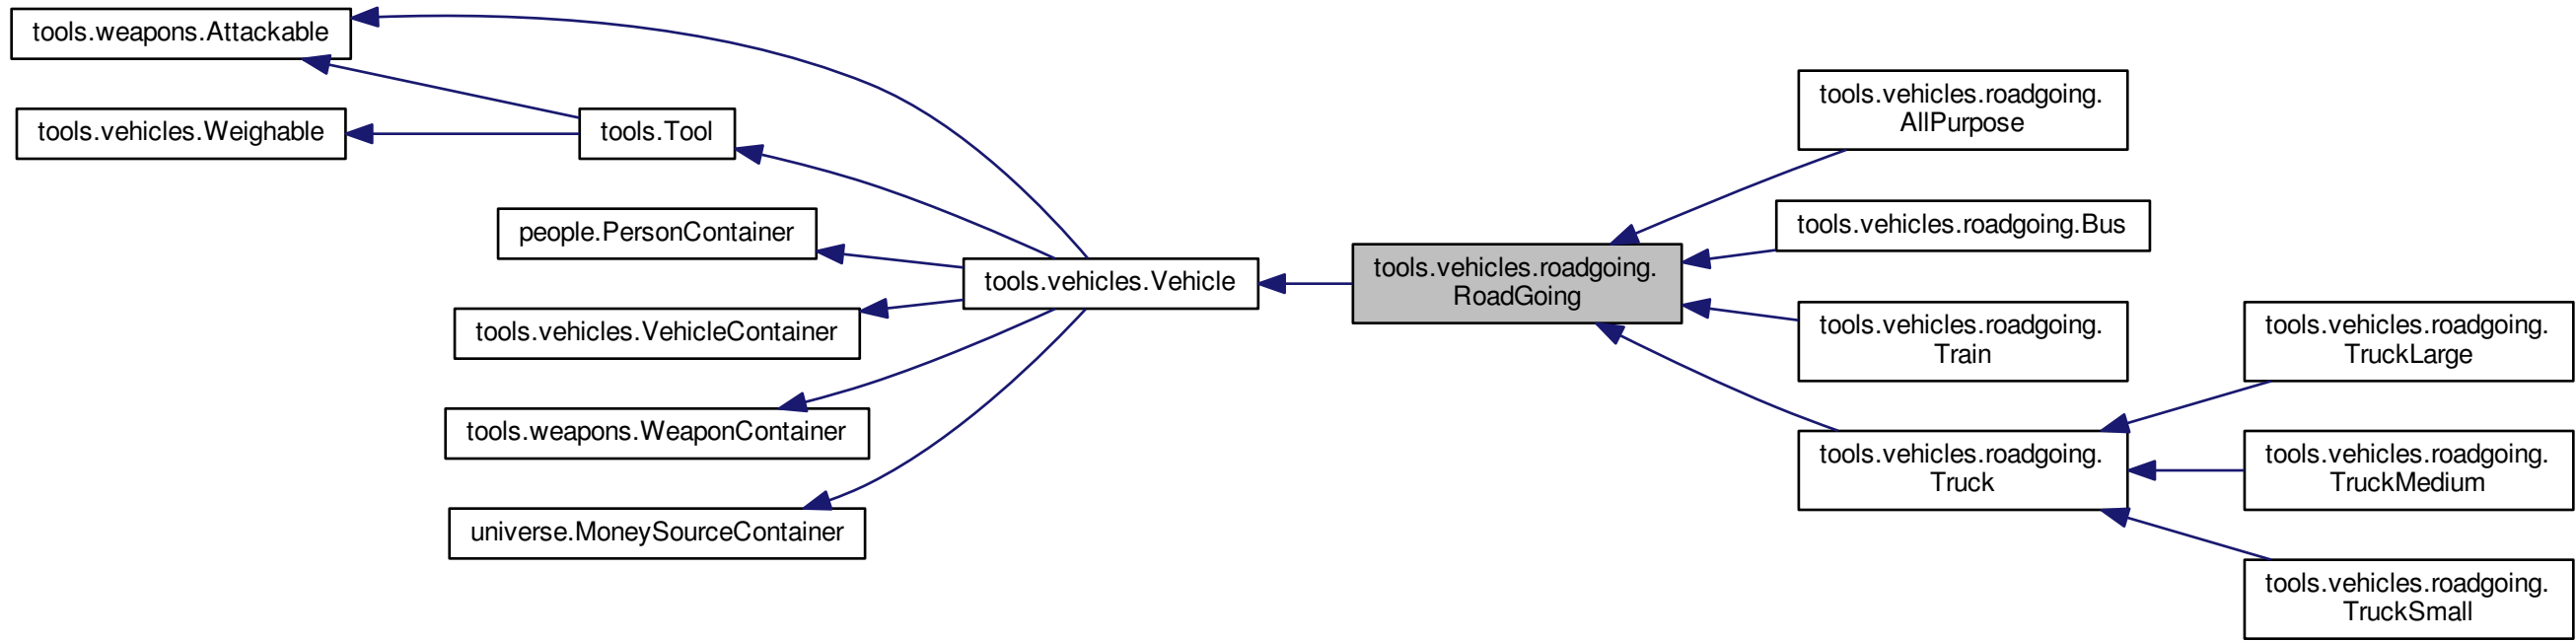 tools.weapons.Attackable
tools.vehicles.Weighable
tools.Tool
people.PersonContainer
tools.vehicles.VehicleContainer
tools.weapons.WeaponContainer
universe.MoneySourceContainer
tools.vehicles.Vehicle
tools.vehicles.roadgoing.
RoadGoing
tools.vehicles.roadgoing.
AllPurpose
tools.vehicles.roadgoing.Bus
tools.vehicles.roadgoing.
Train
tools.vehicles.roadgoing.
Truck
tools.vehicles.roadgoing.
TruckLarge
tools.vehicles.roadgoing.
TruckMedium
tools.vehicles.roadgoing.
TruckSmall